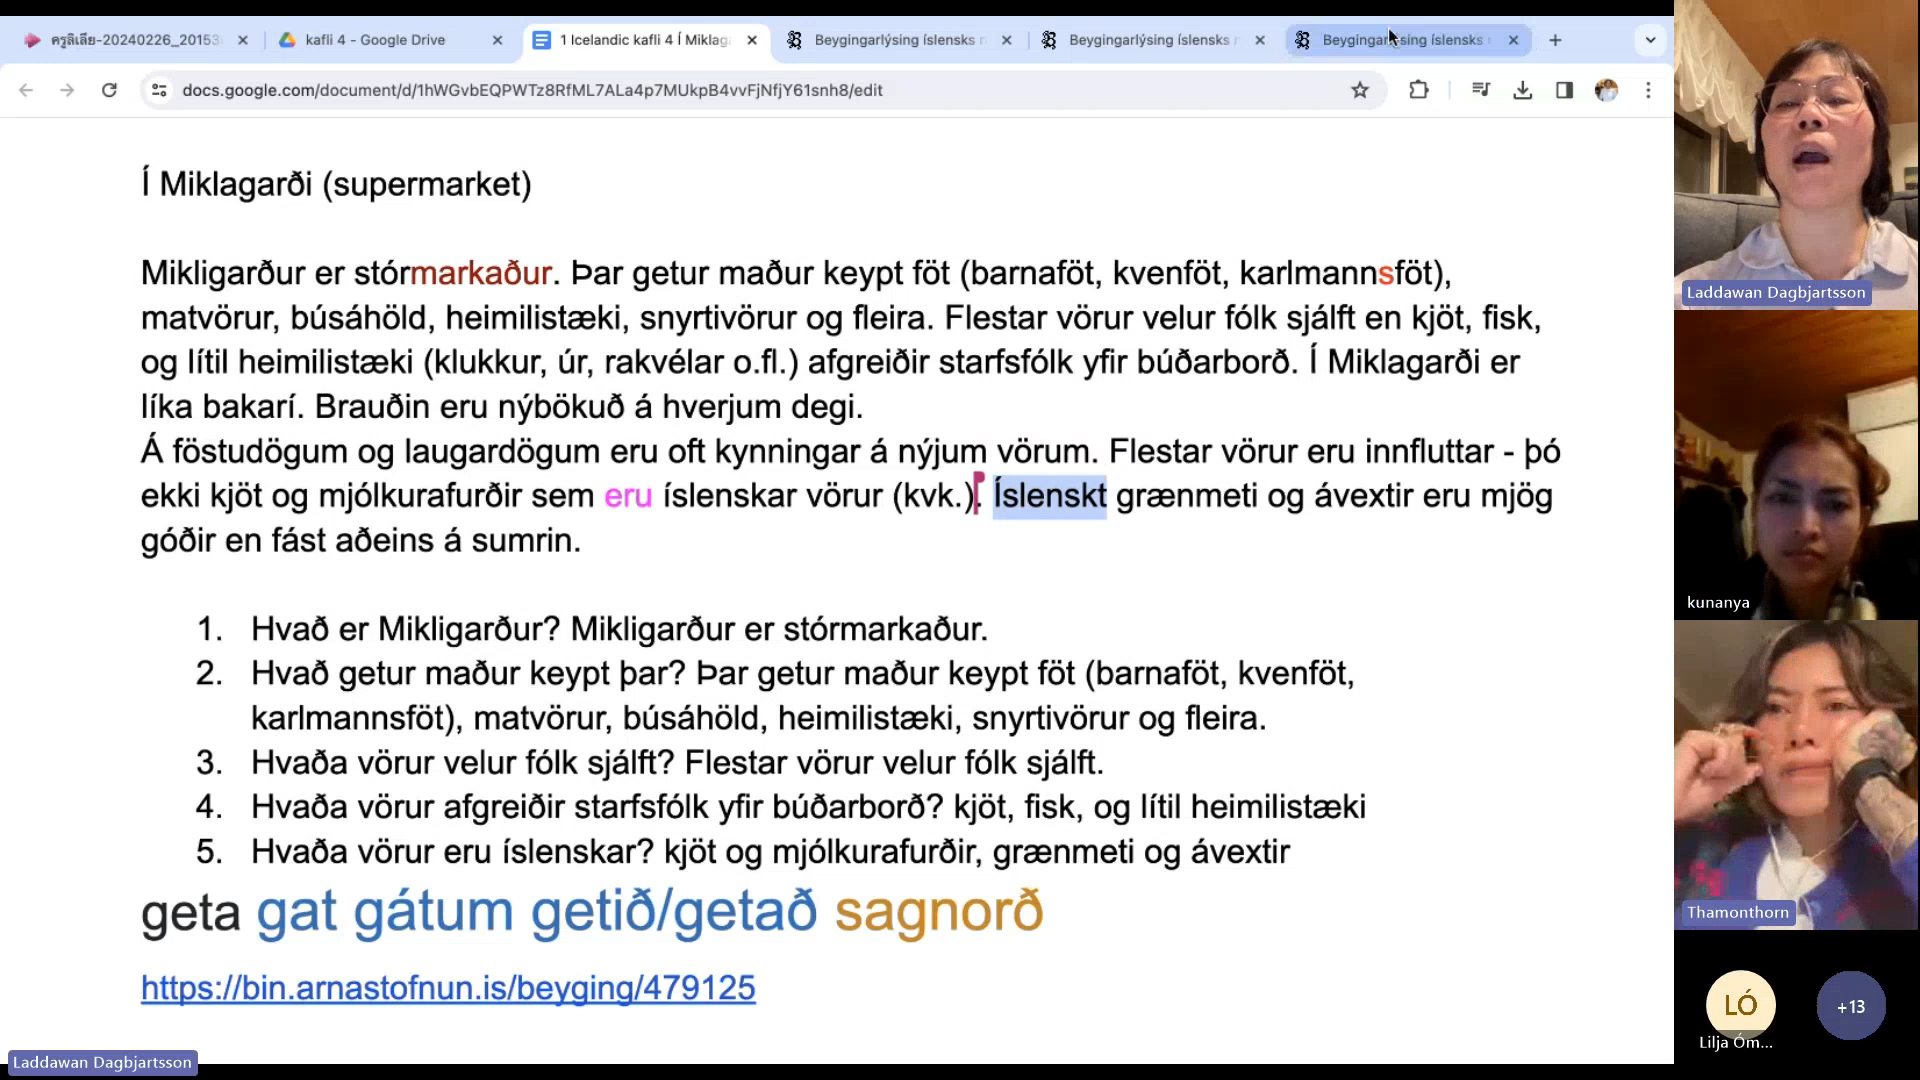 ครูลิเลีย-20240226_20153
kafli 4 - Google Drive
1 Icelandic kafli 4 Í Miklag
Beygingarlýsing íslensks n
Beygingarlýsing íslensks n
Beygingarlýsing íslensks
docs.google.com/document/d/1hWGvbEQPWTz8RfML7ALa4p7MUkpB4vvFjNfjY61snh8/edit
Í Miklagarði (supermarket)
Mikligarður er stórmarkaður. Þar getur maður keypt föt (barnaföt, kvenföt, karlmannsföt),
matvörur, búsáhöld, heimilistæki, snyrtivörur og fleira. Flestar vörur velur fólk sjálft en kjöt, fisk,
og lítil heimilistæki (klukkur, úr, rakvélar o.fl.) afgreiðir starfsfólk yfir búðarborð. Í Miklagarði er
líka bakarí. Brauðin eru nýbökuð á hverjum degi.
Á föstudögum og laugardögum eru oft kynningar á nýjum vörum. Flestar vörur eru innfluttar - þó
ekki kjöt og mjólkurafurðir sem eru íslenskar vörur (kvk.). Íslenskt grænmeti og ávextir eru mjög
góðir en fást aðeins á sumrin.
1. Hvað er Mikligarður? Mikligarður er stórmarkaður.
2. Hvað getur maður keypt þar? Þar getur maður keypt föt (barnaföt, kvenföt,
karlmannsföt), matvörur, búsáhöld, heimilistæki, snyrtivörur og fleira.
3. Hvaða vörur velur fólk sjálft? Flestar vörur velur fólk sjálft.
4. Hvaða vörur afgreiðir starfsfólk yfir búðarborð? kjöt, fisk, og lítil heimilistæki
5. Hvaða vörur eru íslenskar? kjöt og mjólkurafurðir, grænmeti og ávextir
geta gat gátum getið/getað sagnorð
https://bin.arnastofnun.is/beyging/479125
Laddawan Dagbjartsson
Laddawan Dagbjartsson
kunanya
Thamonthorn
LÓ
Lilja Óm...
+13